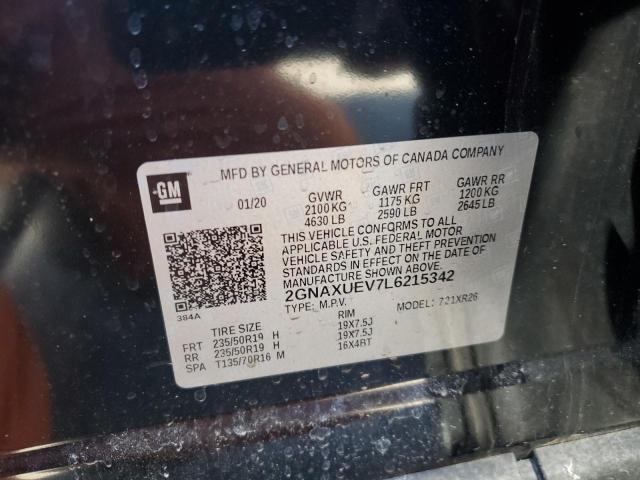 MFD BY GENERAL MOTORS OF CANADA COMPANY
GM
01/20 GVWR GAWR FRT GAWR RR
2100 KG 1175 KG 1200 KG
4630 LB 2590 LB 2645 LB
THIS VEHICLE CONFORMS TO ALL
APPLICABLE U.S. FEDERAL MOTOR
VEHICLE SAFETY AND THEFT PREVENTION
STANDARDS IN EFFECT ON THE DATE OF
MANUFACTURE SHOWN ABOVE.
2GNAXUEV7L6215342
TYPE: M.P.V. MODEL: 721XR26
384A
TIRE SIZE RIM
FRT 235/50R19 H 19X7.5J
RR 235/50R19 H 19X7.5J
SPA T135/70R16 M 16X4BT